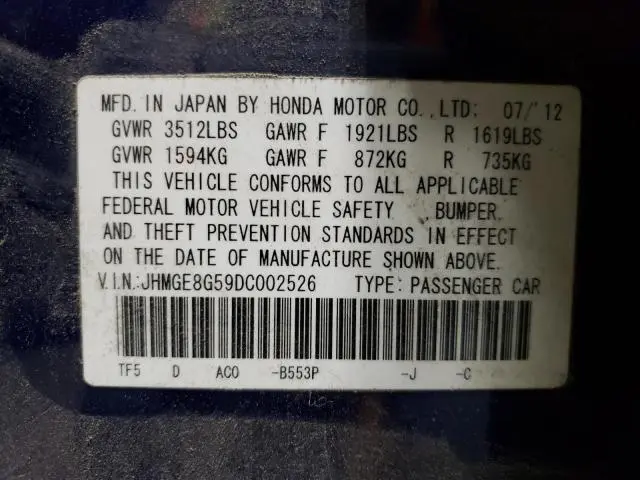 MFD. IN JAPAN BY HONDA MOTOR CO., LTD: 07/'12
GVWR 3512LBS GAWR F 1921LBS R 1619LBS
GVWR 1594KG GAWR F 872KG R 735KG
THIS VEHICLE CONFORMS TO ALL APPLICABLE
FEDERAL MOTOR VEHICLE SAFETY , BUMPER,
AND THEFT PREVENTION STANDARDS IN EFFECT
ON THE DATE OF MANUFACTURE SHOWN ABOVE.
V.I.N.:JHMGE8G59DC002526 TYPE: PASSENGER CAR
TF5 D AC0 -B553P -J -C